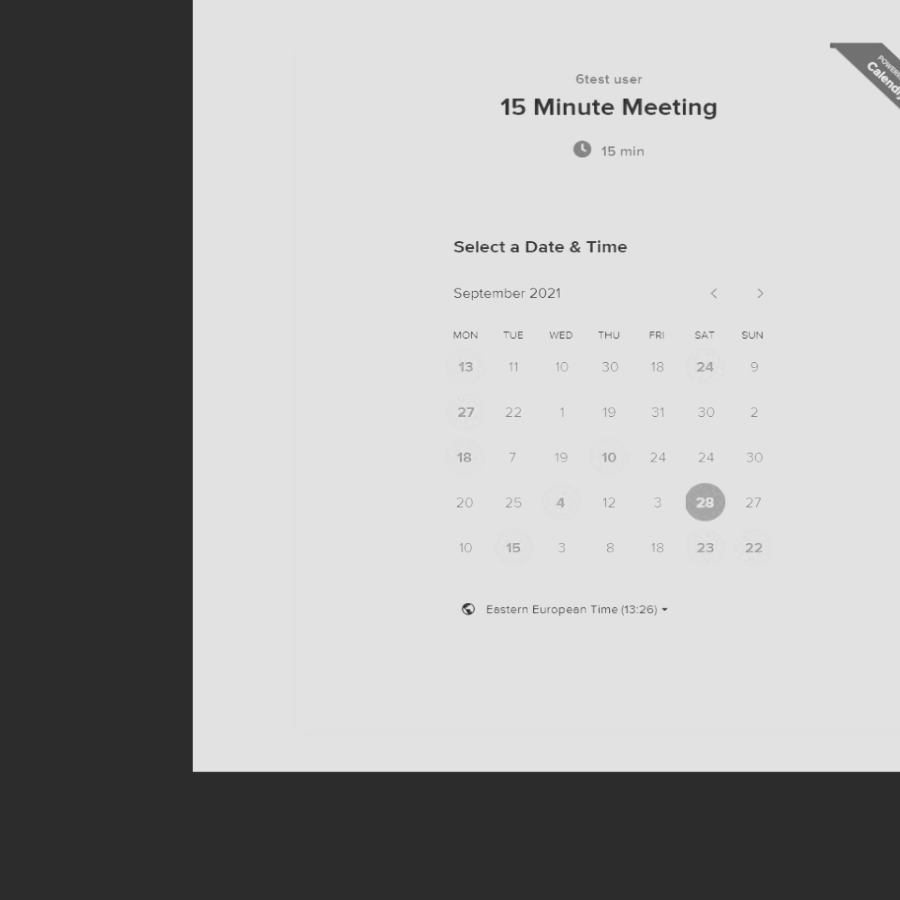 6test user
15 Minute Meeting
15 min
Select a Date & Time
September 2021
MON TUE WED THU FRI SAT SUN
13 11 10 30 18 24 9
27 22 1 19 31 30 2
18 7 19 10 24 24 30
20 25 4 12 3 28 27
10 15 3 8 18 23 22
Eastern European Time (13:26)